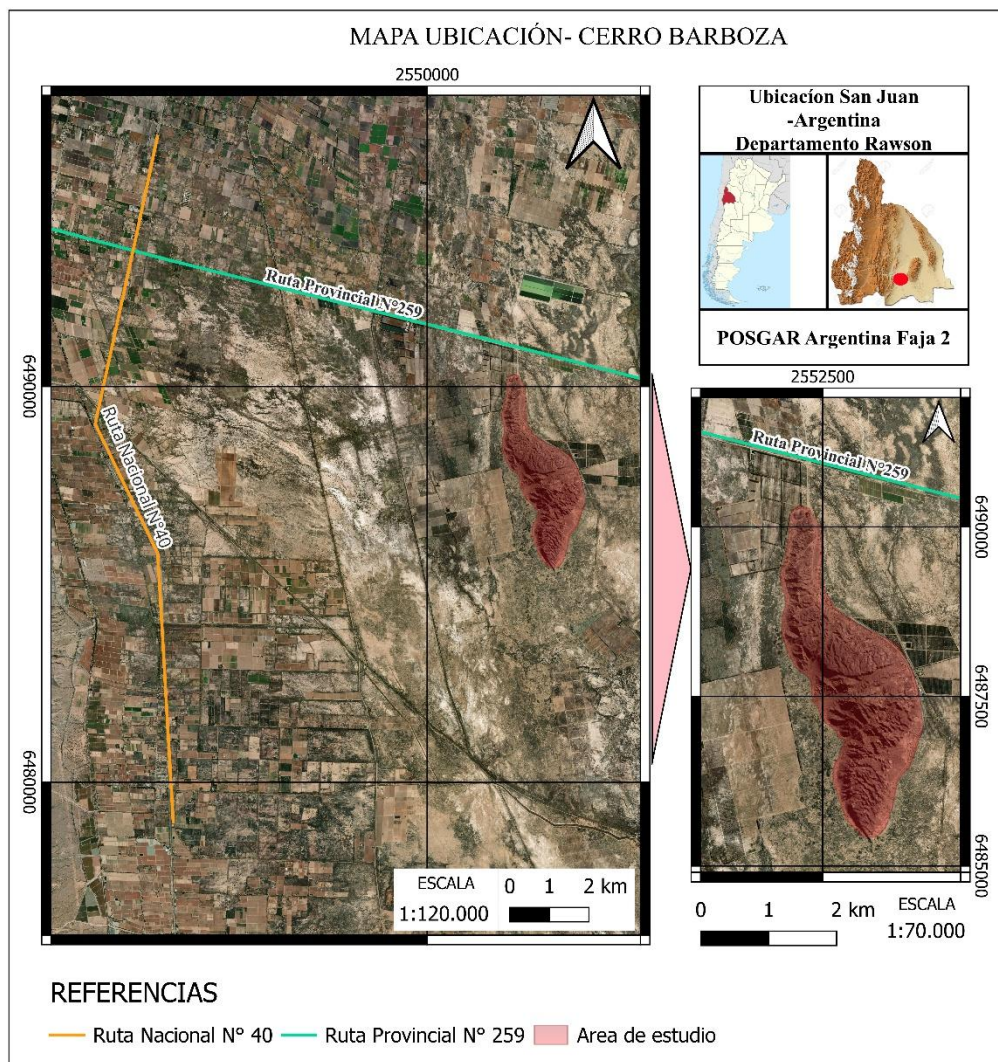 MAPA UBICACIÓN- CERRO BARBOZA
2550000
Ubicacíon San Juan
-Argentina
Departamento Rawson
POSGAR Argentina Faja 2
Ruta Provincial N°259
Ruta Nacional N°40
6490000
6480000
6490000
6480000
ESCALA
1:120.000
0 1 2 km
2552500
Ruta Provincial N°259
6490000
6487500
6485000
0 1 2 km
ESCALA
1:70.000
REFERENCIAS
Ruta Nacional N° 40
Ruta Provincial N° 259
Area de estudio